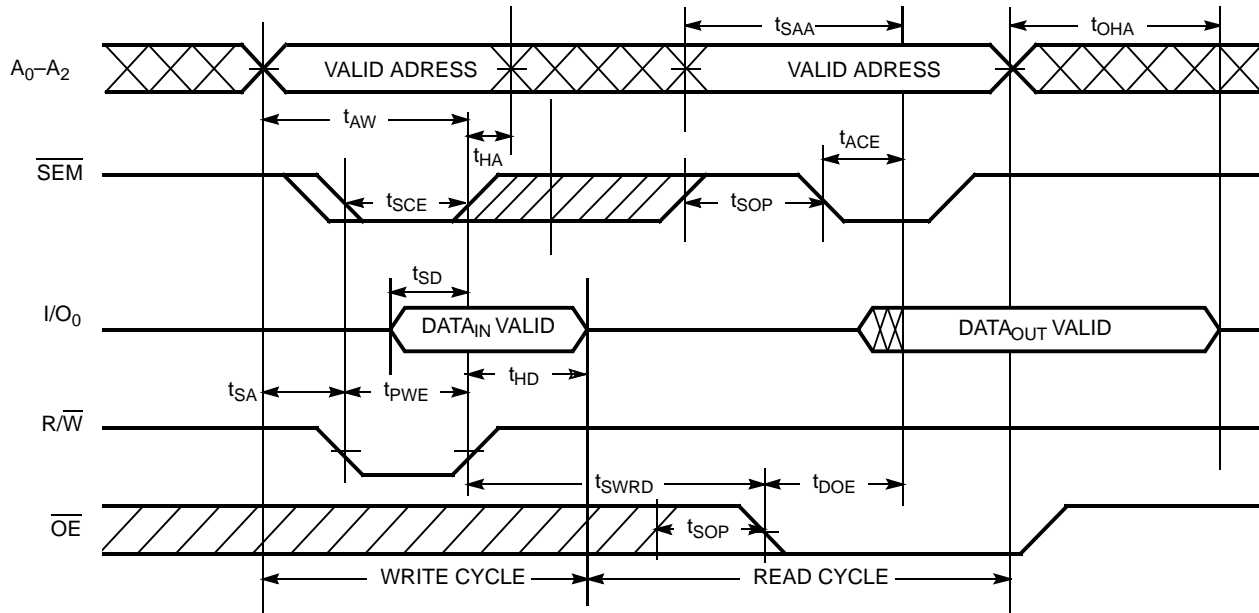 tSAA
tOHA
A0–A2
VALID ADRESS
VALID ADRESS
tAW
tHA
tACE
SEM
tSCE
tSOP
tSD
I/O0
DATAIN VALID
DATAOUT VALID
tSA
tPWE
tHD
R/W
tSWRD
tDOE
OE
tSOP
WRITE CYCLE
READ CYCLE